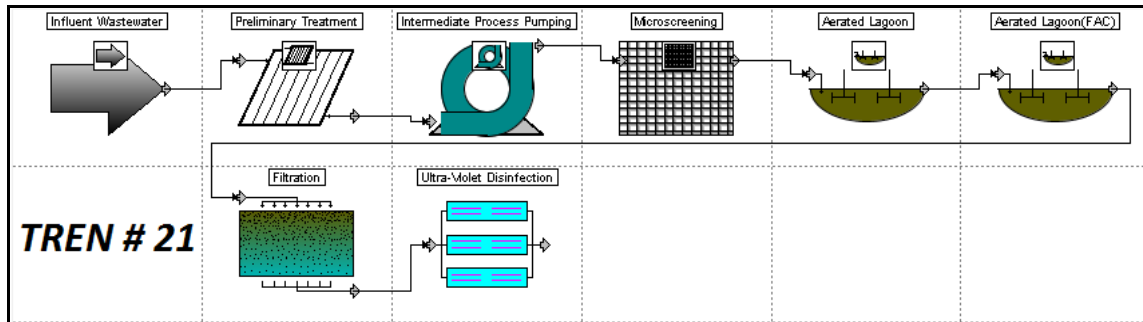 Influent Wastewater
Preliminary Treatment
Intermediate Process Pumping
Microscreening
Aerated Lagoon
Aerated Lagoon(FAC)
Filtration
Ultra-Violet Disinfection
TREN # 21